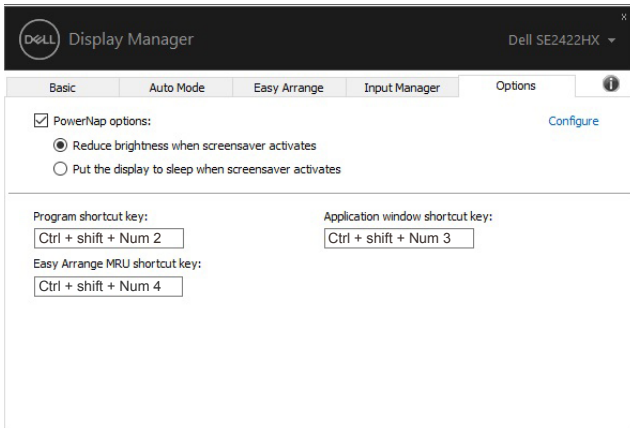 x
DELL Display Manager
Dell SE2422HX
Basic Auto Mode Easy Arrange Input Manager Options i
PowerNap options:
Configure
Reduce brightness when screensaver activates
Put the display to sleep when screensaver activates
Program shortcut key:
Application window shortcut key:
Ctrl + shift + Num 2
Ctrl + shift + Num 3
Easy Arrange MRU shortcut key:
Ctrl + shift + Num 4